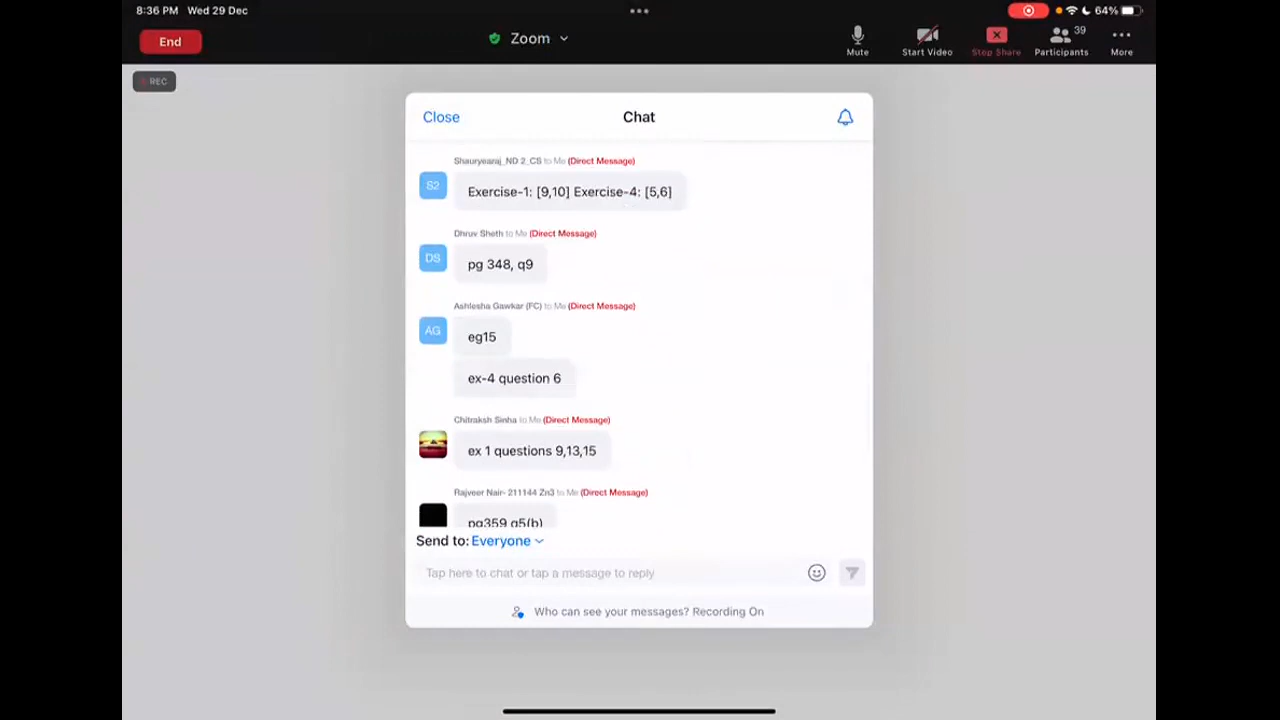 8:36 PM Wed 29 Dec
64%
End
Zoom
Mute
Start Video
Stop Share
Participants
39
More
REC
Close
Chat
Shauryearaj_ND 2_CS to Me (Direct Message)
S2
Exercise-1: [9,10] Exercise-4: [5,6]
Dhruv Sheth to Me (Direct Message)
DS
pg 348, q9
Ashlesha Gawkar (FC) to Me (Direct Message)
AG
eg15
ex-4 question 6
Chitraksh Sinha to Me (Direct Message)
ex 1 questions 9,13,15
Rajveer Nair- 211144 Zn3 to Me (Direct Message)
pg359 q5(b)
Send to: Everyone
Tap here to chat or tap a message to reply
Who can see your messages? Recording On